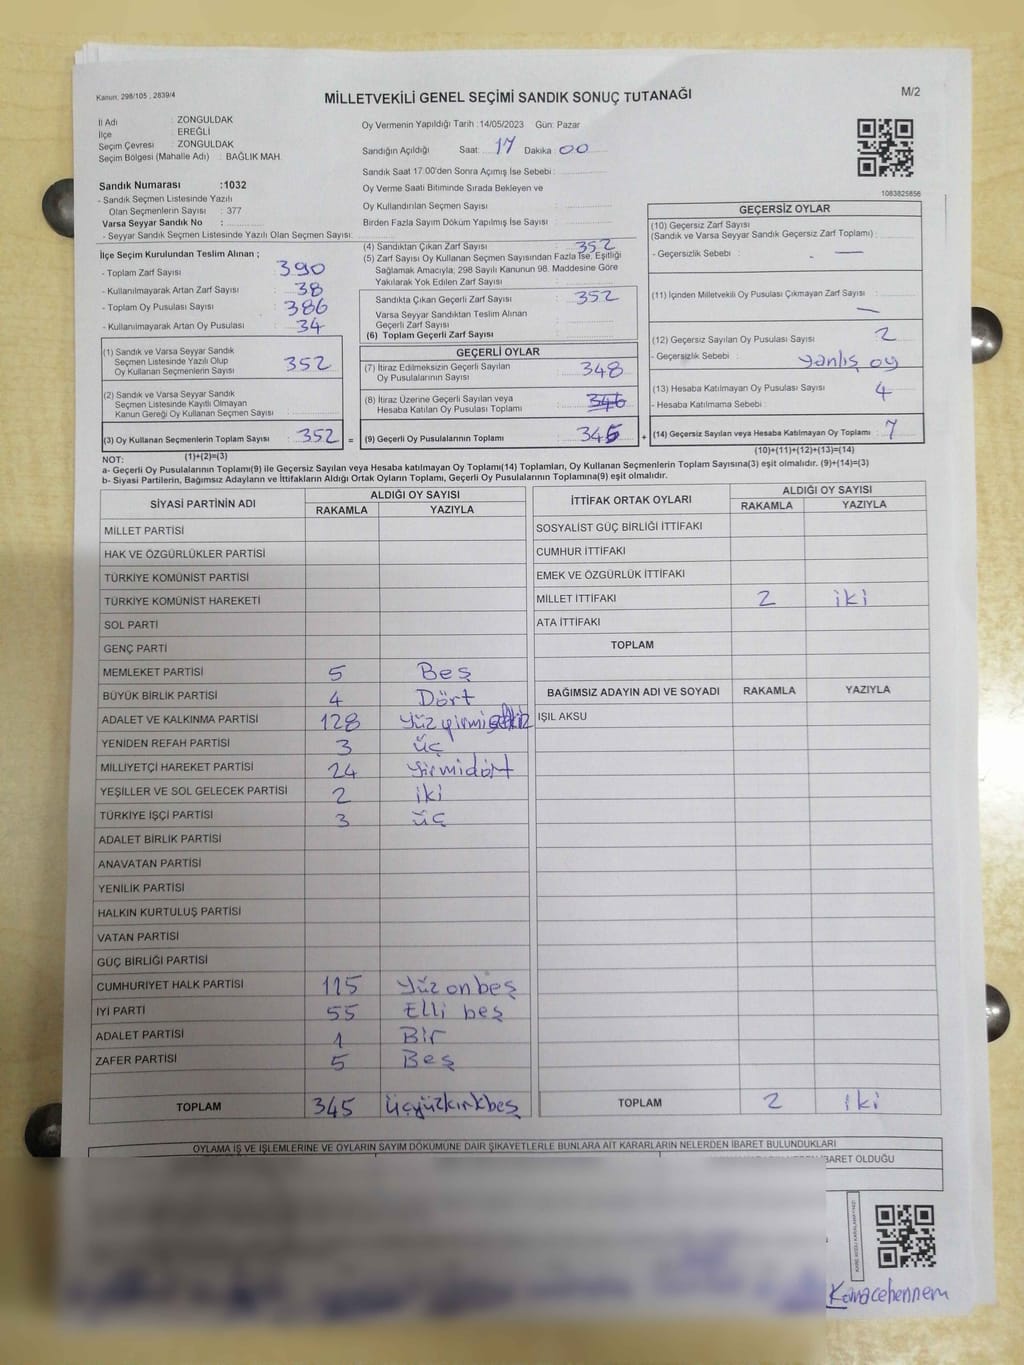 Kanun. 298/105 , 2839/4
MİLLETVEKİLİ GENEL SEÇİMİ SANDIK SONUÇ TUTANAĞI
M/2
İl Adı : ZONGULDAK
İlçe : EREĞLİ
Seçim Çevresi : ZONGULDAK
Seçim Bölgesi (Mahalle Adı) : BAĞLIK MAH.
Oy Vermenin Yapıldığı Tarih :14/05/2023 Gün: Pazar
Sandığın Açıldığı Saat: 17 Dakika 00
Sandık Saat 17.00'den Sonra Açımış İse Sebebi :
Oy Verme Saati Bitiminde Sırada Bekleyen ve
Oy Kullandırılan Seçmen Sayısı
Birden Fazla Sayım Döküm Yapılmış İse Sayısı
1083825856
Sandık Numarası :1032
- Sandık Seçmen Listesinde Yazılı
Olan Seçmenlerin Sayısı : 377
Varsa Seyyar Sandık No :
- Seyyar Sandık Seçmen Listesinde Yazılı Olan Seçmen Sayısı:
İlçe Seçim Kurulundan Teslim Alınan ;
- Toplam Zarf Sayısı : 390
- Kullanılmayarak Artan Zarf Sayısı : 38
- Toplam Oy Pusulası Sayısı : 386
- Kullanılmayarak Artan Oy Pusulası : 34
(1) Sandık ve Varsa Seyyar Sandık
Seçmen Listesinde Yazılı Olup
Oy Kullanan Seçmenlerin Sayısı : 352
(2) Sandık ve Varsa Seyyar Sandık
Seçmen Listesinde Kayıtlı Olmayan
Kanun Gereği Oy Kullanan Seçmen Sayısı :
(3) Oy Kullanan Seçmenlerin Toplam Sayısı : 352 =
(4) Sandıktan Çıkan Zarf Sayısı : 352
(5) Zarf Sayısı Oy Kullanan Seçmen Sayısından Fazla İse, Eşitliği
Sağlamak Amacıyla; 298 Sayılı Kanunun 98. Maddesine Göre
Yakılarak Yok Edilen Zarf Sayısı
Sandıkta Çıkan Geçerli Zarf Sayısı : 352
Varsa Seyyar Sandıktan Teslim Alınan
Geçerli Zarf Sayısı
(6) Toplam Geçerli Zarf Sayısı
GEÇERLİ OYLAR
(7) İtiraz Edilmeksizin Geçerli Sayılan
Oy Pusulalarının Sayısı : 348
(8) İtiraz Üzerine Geçerli Sayılan veya
Hesaba Katılan Oy Pusulası Toplamı : 346
(9) Geçerli Oy Pusulalarının Toplamı : 345 +
GEÇERSİZ OYLAR
(10) Geçersiz Zarf Sayısı
(Sandık ve Varsa Seyyar Sandık Geçersiz Zarf Toplamı) :
- Geçersizlik Sebebi : —
(11) İçinden Milletvekili Oy Pusulası Çıkmayan Zarf Sayısı : —
(12) Geçersiz Sayılan Oy Pusulası Sayısı : 2
- Geçersizlik Sebebi : yanlış oy
(13) Hesaba Katılmayan Oy Pusulası Sayısı : 4
- Hesaba Katılmama Sebebi :
(14) Geçersiz Sayılan veya Hesaba Katılmayan Oy Toplamı : 7
NOT: (1)+(2)=(3)
(10)+(11)+(12)+(13)=(14)
a- Geçerli Oy Pusulalarının Toplamı(9) ile Geçersiz Sayılan veya Hesaba katılmayan Oy Toplamı(14) Toplamları, Oy Kullanan Seçmenlerin Toplam Sayısına(3) eşit olmalıdır. (9)+(14)=(3)
b- Siyasi Partilerin, Bağımsız Adayların ve İttifakların Aldığı Ortak Oyların Toplamı, Geçerli Oy Pusulalarının Toplamına(9) eşit olmalıdır.
SİYASİ PARTİNİN ADI ALDIĞI OY SAYISI
RAKAMLA YAZIYLA
MİLLET PARTİSİ
HAK VE ÖZGÜRLÜKLER PARTİSİ
TÜRKİYE KOMÜNİST PARTİSİ
TÜRKİYE KOMÜNİST HAREKETİ
SOL PARTİ
GENÇ PARTİ
MEMLEKET PARTİSİ 5 Beş
BÜYÜK BİRLİK PARTİSİ 4 Dört
ADALET VE KALKINMA PARTİSİ 128 Yüzyirmisekiz
YENİDEN REFAH PARTİSİ 3 üç
MİLLİYETÇİ HAREKET PARTİSİ 24 Yirmidört
YEŞİLLER VE SOL GELECEK PARTİSİ 2 iki
TÜRKİYE İŞÇİ PARTİSİ 3 üç
ADALET BİRLİK PARTİSİ
ANAVATAN PARTİSİ
YENİLİK PARTİSİ
HALKIN KURTULUŞ PARTİSİ
VATAN PARTİSİ
GÜÇ BİRLİĞİ PARTİSİ
CUMHURİYET HALK PARTİSİ 115 Yüz onbeş
İYİ PARTİ 55 Elli beş
ADALET PARTİSİ 1 Bir
ZAFER PARTİSİ 5 Beş
TOPLAM 345 üçyüzkırkbeş
İTTİFAK ORTAK OYLARI ALDIĞI OY SAYISI
RAKAMLA YAZIYLA
SOSYALİST GÜÇ BİRLİĞİ İTTİFAKI
CUMHUR İTTİFAKI
EMEK VE ÖZGÜRLÜK İTTİFAKI
MİLLET İTTİFAKI 2 iki
ATA İTTİFAKI
TOPLAM
BAĞIMSIZ ADAYIN ADI VE SOYADI RAKAMLA YAZIYLA
IŞIL AKSU
TOPLAM 2 iki
OYLAMA İŞ VE İŞLEMLERİNE VE OYLARIN SAYIM DÖKÜMÜNE DAİR ŞİKAYETLERLE BUNLARA AİT KARARLARIN NELERDEN İBARET BULUNDUKLARI
İBARET OLDUĞU
Kemacehennem